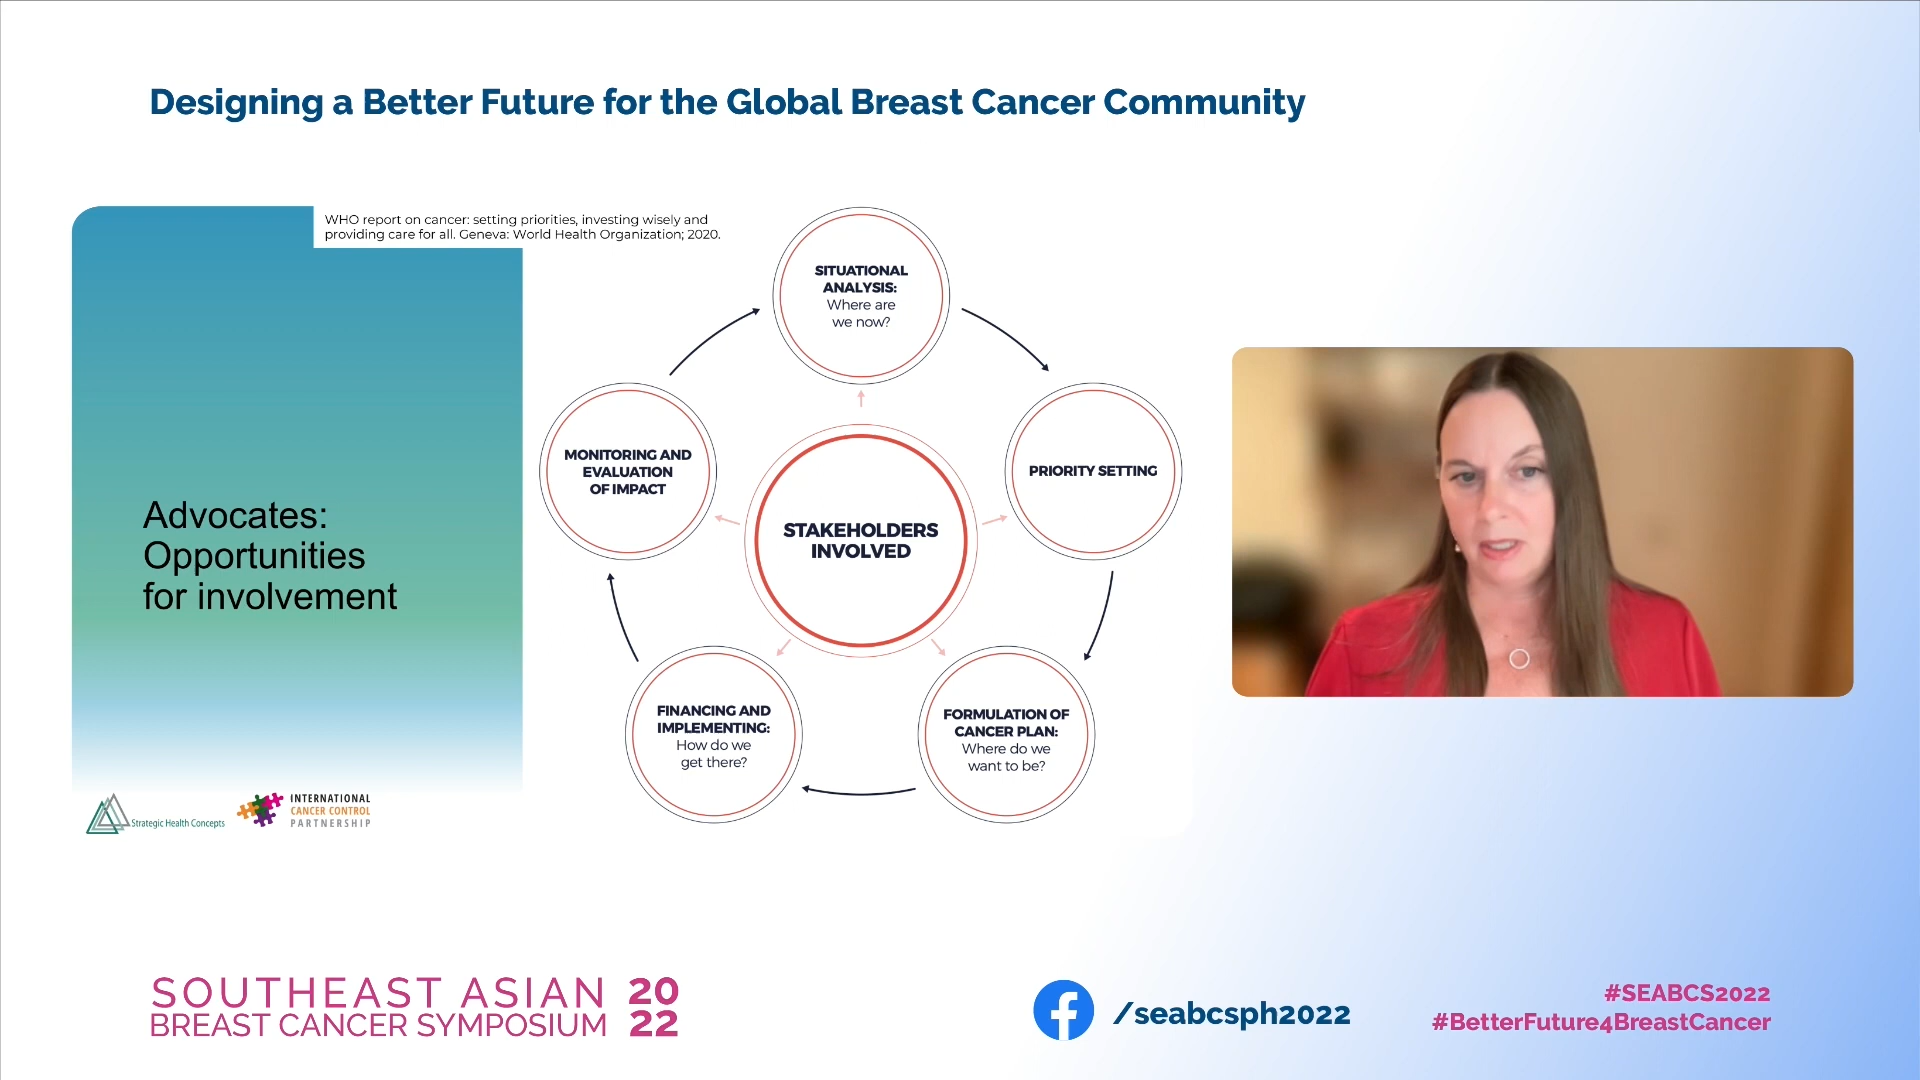 Designing a Better Future for the Global Breast Cancer Community
WHO report on cancer: setting priorities, investing wisely and
providing care for all. Geneva: World Health Organization; 2020.
Advocates:
Opportunities
for involvement
SITUATIONAL
ANALYSIS:
Where are
we now?
PRIORITY SETTING
FORMULATION OF
CANCER PLAN:
Where do we
want to be?
FINANCING AND
IMPLEMENTING:
How do we
get there?
MONITORING AND
EVALUATION
OF IMPACT
STAKEHOLDERS
INVOLVED
Strategic Health Concepts
INTERNATIONAL
CANCER CONTROL
PARTNERSHIP
SOUTHEAST ASIAN
BREAST CANCER SYMPOSIUM
20
22
/seabcsph2022
#SEABCS2022
#BetterFuture4BreastCancer